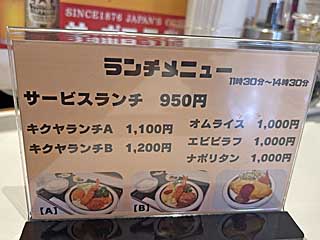 SINCE1876 JAPAN'S
ランチメニュー
11時30分~14時30分
サービスランチ 950円
キクヤランチA 1,100円
キクヤランチB 1,200円
オムライス 1,000円
エビピラフ 1,000円
ナポリタン 1,000円
【A】
【B】